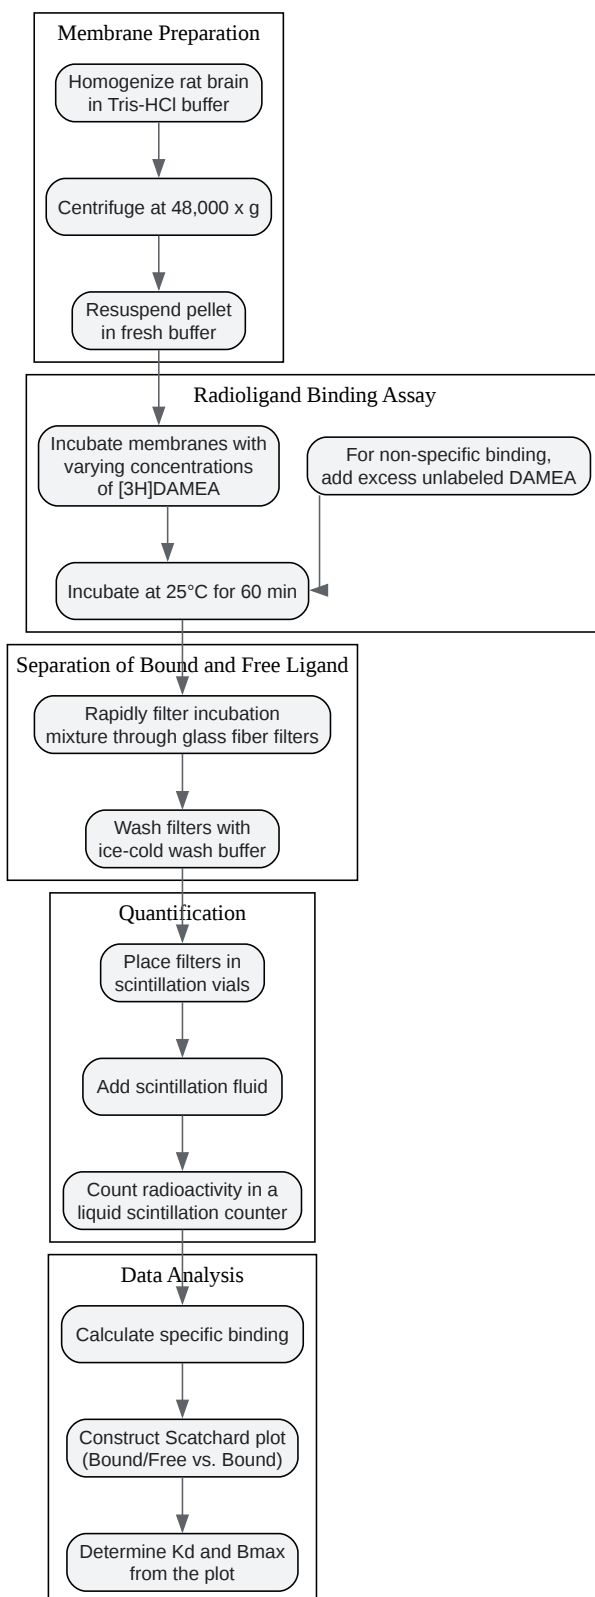 Membrane Preparation
Homogenize rat brain
in Tris-HCl buffer
Centrifuge at 48,000 x g
Resuspend pellet
in fresh buffer
Radioligand Binding Assay
Incubate membranes with
varying concentrations
of [3H]DAMEA
For non-specific binding,
add excess unlabeled DAMEA
Incubate at 25°C for 60 min
Separation of Bound and Free Ligand
Rapidly filter incubation
mixture through glass fiber filters
Wash filters with
ice-cold wash buffer
Quantification
Place filters in
scintillation vials
Add scintillation fluid
Count radioactivity in a
liquid scintillation counter
Data Analysis
Calculate specific binding
Construct Scatchard plot
(Bound/Free vs. Bound)
Determine Kd and Bmax
from the plot